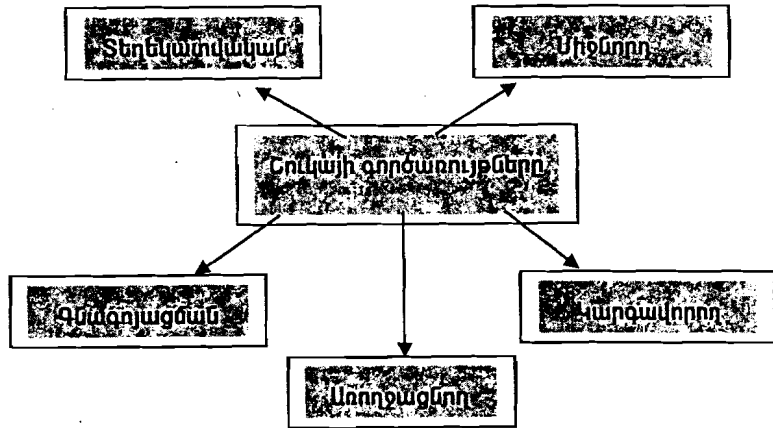 Տեղեկատվական
Միջնորդ
Շուկայի գործառույթները
Գնագոյացման
Կարգավորող
Առողջացնող